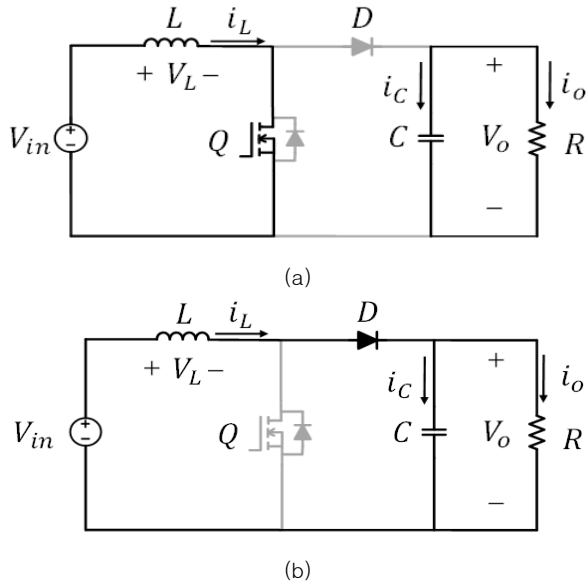 L i_L D
+ V_L −
V_in Q i_C C + V_o − i_o R
(a)
L i_L D
+ V_L −
V_in Q i_C C + V_o − i_o R
(b)